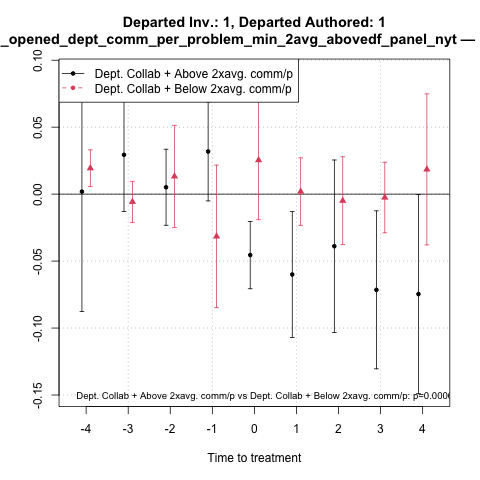 Departed Inv.: 1, Departed Authored: 1
_opened_dept_comm_per_problem_min_2avg_abovedf_panel_nyt —
Dept. Collab + Above 2xavg. comm/p
Dept. Collab + Below 2xavg. comm/p
0.10
0.05
0.00
-0.05
-0.10
-0.15
Dept. Collab + Above 2xavg. comm/p vs Dept. Collab + Below 2xavg. comm/p: p=0.000
-4 -3 -2 -1 0 1 2 3 4
Time to treatment